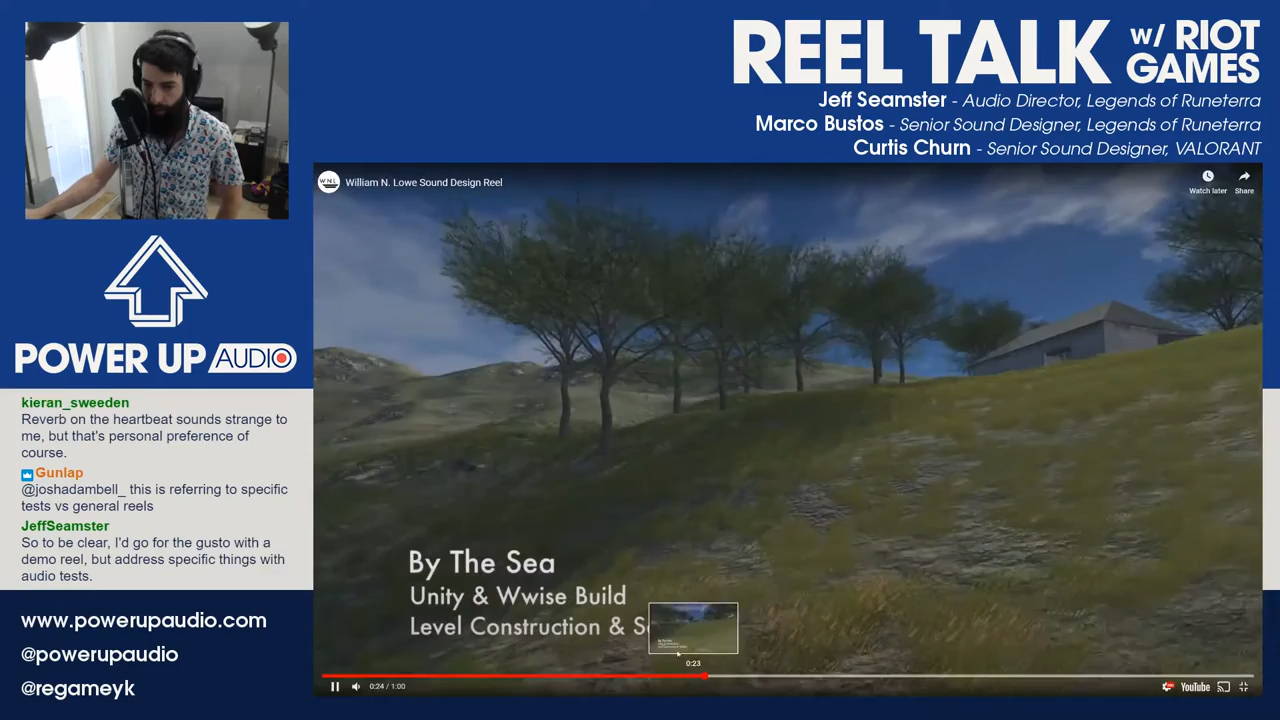 REEL TALK w/ RIOT GAMES
Jeff Seamster - Audio Director, Legends of Runeterra
Marco Bustos - Senior Sound Designer, Legends of Runeterra
Curtis Churn - Senior Sound Designer, VALORANT
WNL
William N. Lowe Sound Design Reel
Watch later
Share
POWER UP AUDIO
kieran_sweeden
Reverb on the heartbeat sounds strange to
me, but that's personal preference of
course.
Gunlap
@joshadambell_ this is referring to specific
tests vs general reels
JeffSeamster
So to be clear, I'd go for the gusto with a
demo reel, but address specific things with
audio tests.
www.powerupaudio.com
@powerupaudio
@regameyk
By The Sea
Unity & Wwise Build
Level Construction & S
0:23
0:24 / 1:00
YouTube